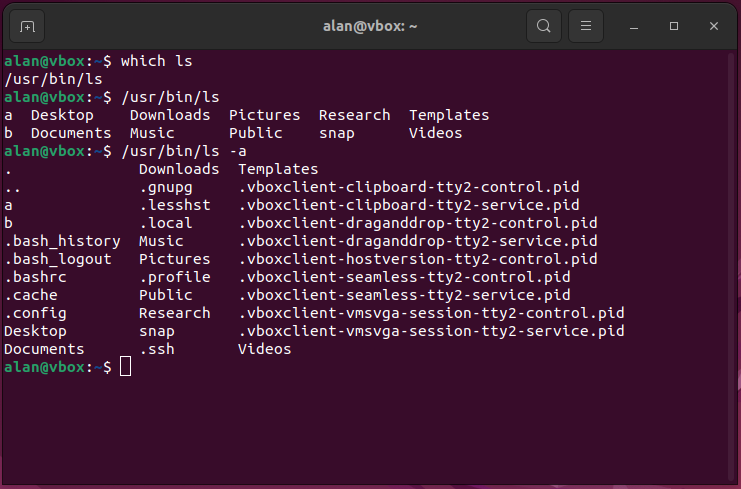 alan@vbox: ~
alan@vbox:~$ which ls
/usr/bin/ls
alan@vbox:~$ /usr/bin/ls
a  Desktop    Downloads  Pictures  Research  Templates
b  Documents  Music      Public    snap      Videos
alan@vbox:~$ /usr/bin/ls -a
.              Downloads  Templates
..             .gnupg     .vboxclient-clipboard-tty2-control.pid
a              .lesshst   .vboxclient-clipboard-tty2-service.pid
b              .local     .vboxclient-draganddrop-tty2-control.pid
.bash_history  Music      .vboxclient-draganddrop-tty2-service.pid
.bash_logout   Pictures   .vboxclient-hostversion-tty2-control.pid
.bashrc        .profile   .vboxclient-seamless-tty2-control.pid
.cache         Public     .vboxclient-seamless-tty2-service.pid
.config        Research   .vboxclient-vmsvga-session-tty2-control.pid
Desktop        snap       .vboxclient-vmsvga-session-tty2-service.pid
Documents      .ssh       Videos
alan@vbox:~$